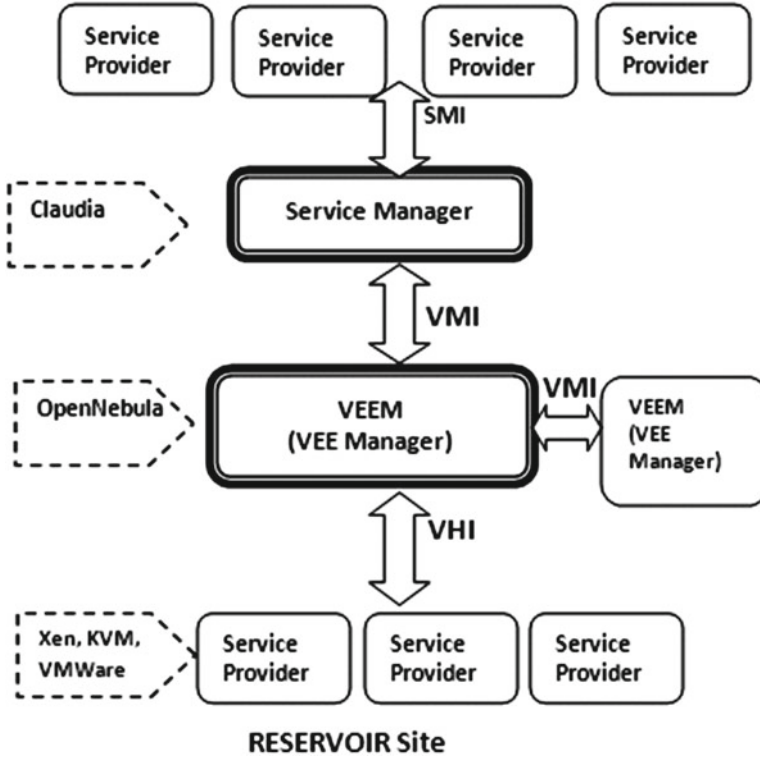 Service
Provider
Service
Provider
Service
Provider
Service
Provider
SMI
Claudia
Service Manager
VMI
OpenNebula
VEEM
(VEE Manager)
VMI
VEEM
(VEE
Manager)
VHI
Xen, KVM,
VMWare
Service
Provider
Service
Provider
Service
Provider
RESERVOIR Site